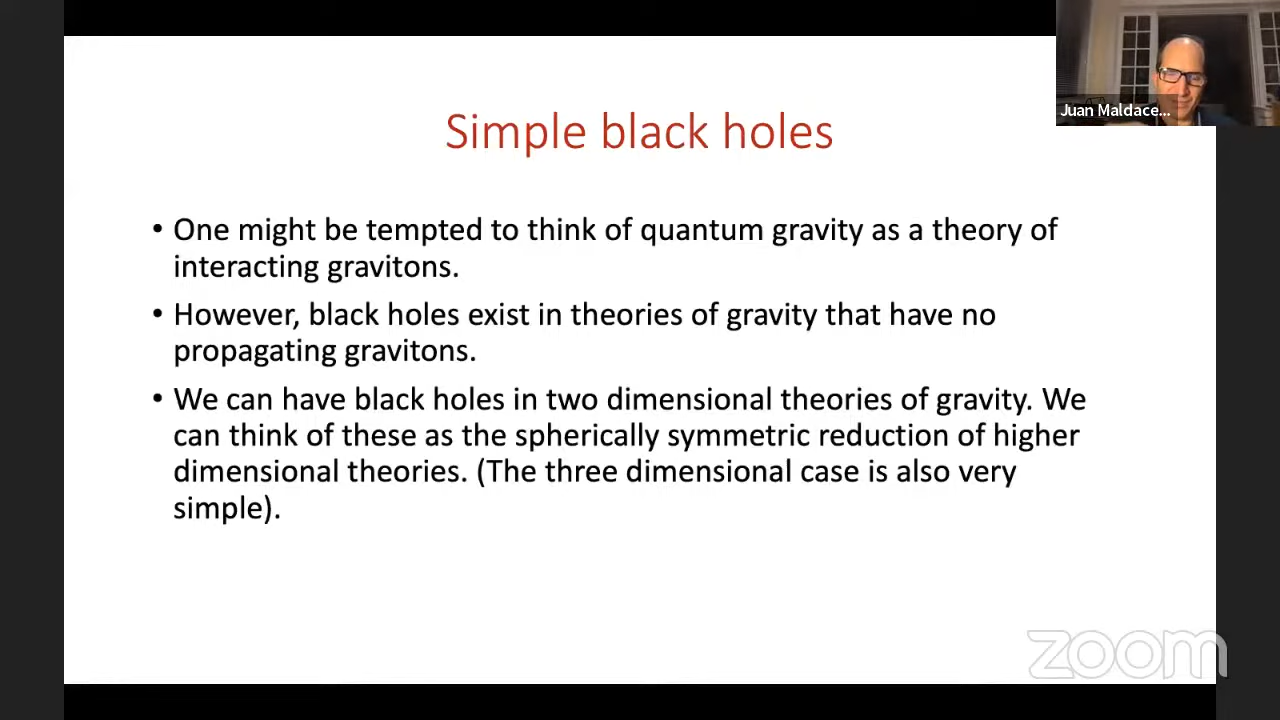 Juan Maldace...
Simple black holes
• One might be tempted to think of quantum gravity as a theory of
interacting gravitons.
• However, black holes exist in theories of gravity that have no
propagating gravitons.
• We can have black holes in two dimensional theories of gravity. We
can think of these as the spherically symmetric reduction of higher
dimensional theories. (The three dimensional case is also very
simple).
zoom